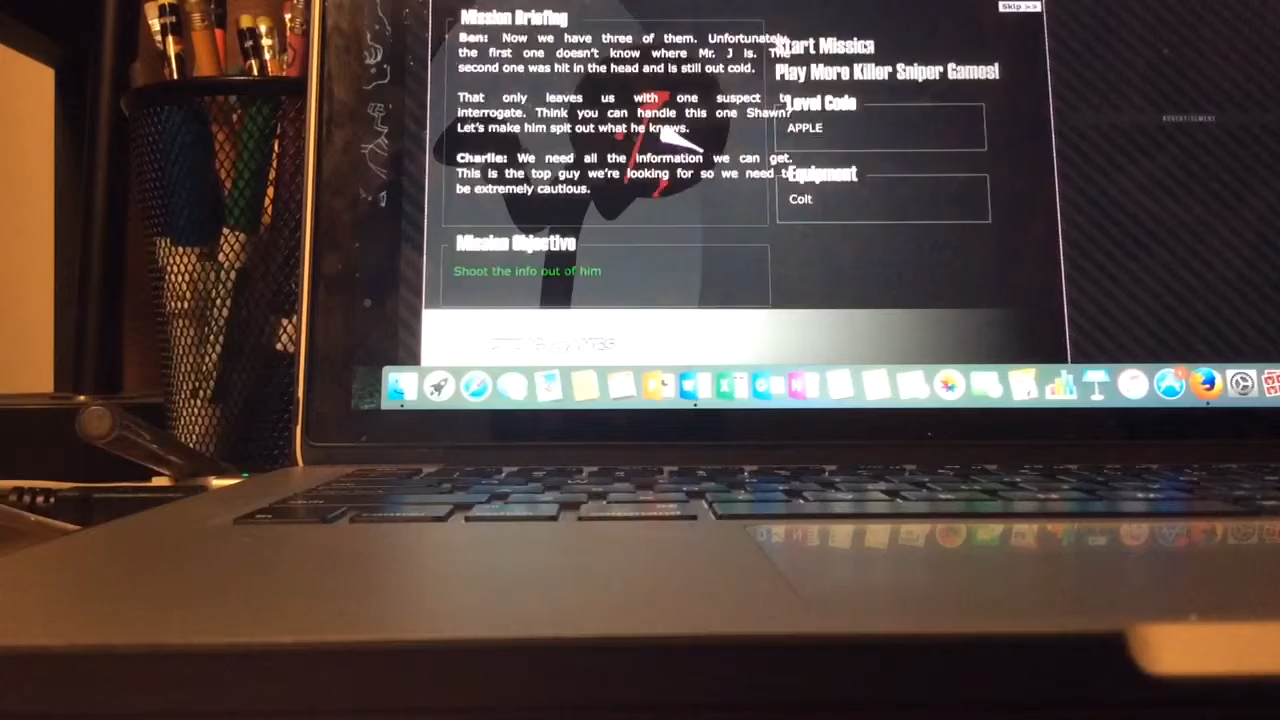 Skip >>
Mission Briefing
Ben: Now we have three of them. Unfortunately,
the first one doesn't know where Mr. J is. The
second one was hit in the head and is still out cold.
That only leaves us with one suspect to
interrogate. Think you can handle this one Shawn?
Let's make him spit out what he knows.
Charlie: We need all the information we can get.
This is the top guy we're looking for so we need to
be extremely cautious.
Mission Objective
Shoot the info out of him
Start Mission
Play More Killer Sniper Games!
Level Code
APPLE
Equipment
Colt
ADVERTISEMENT